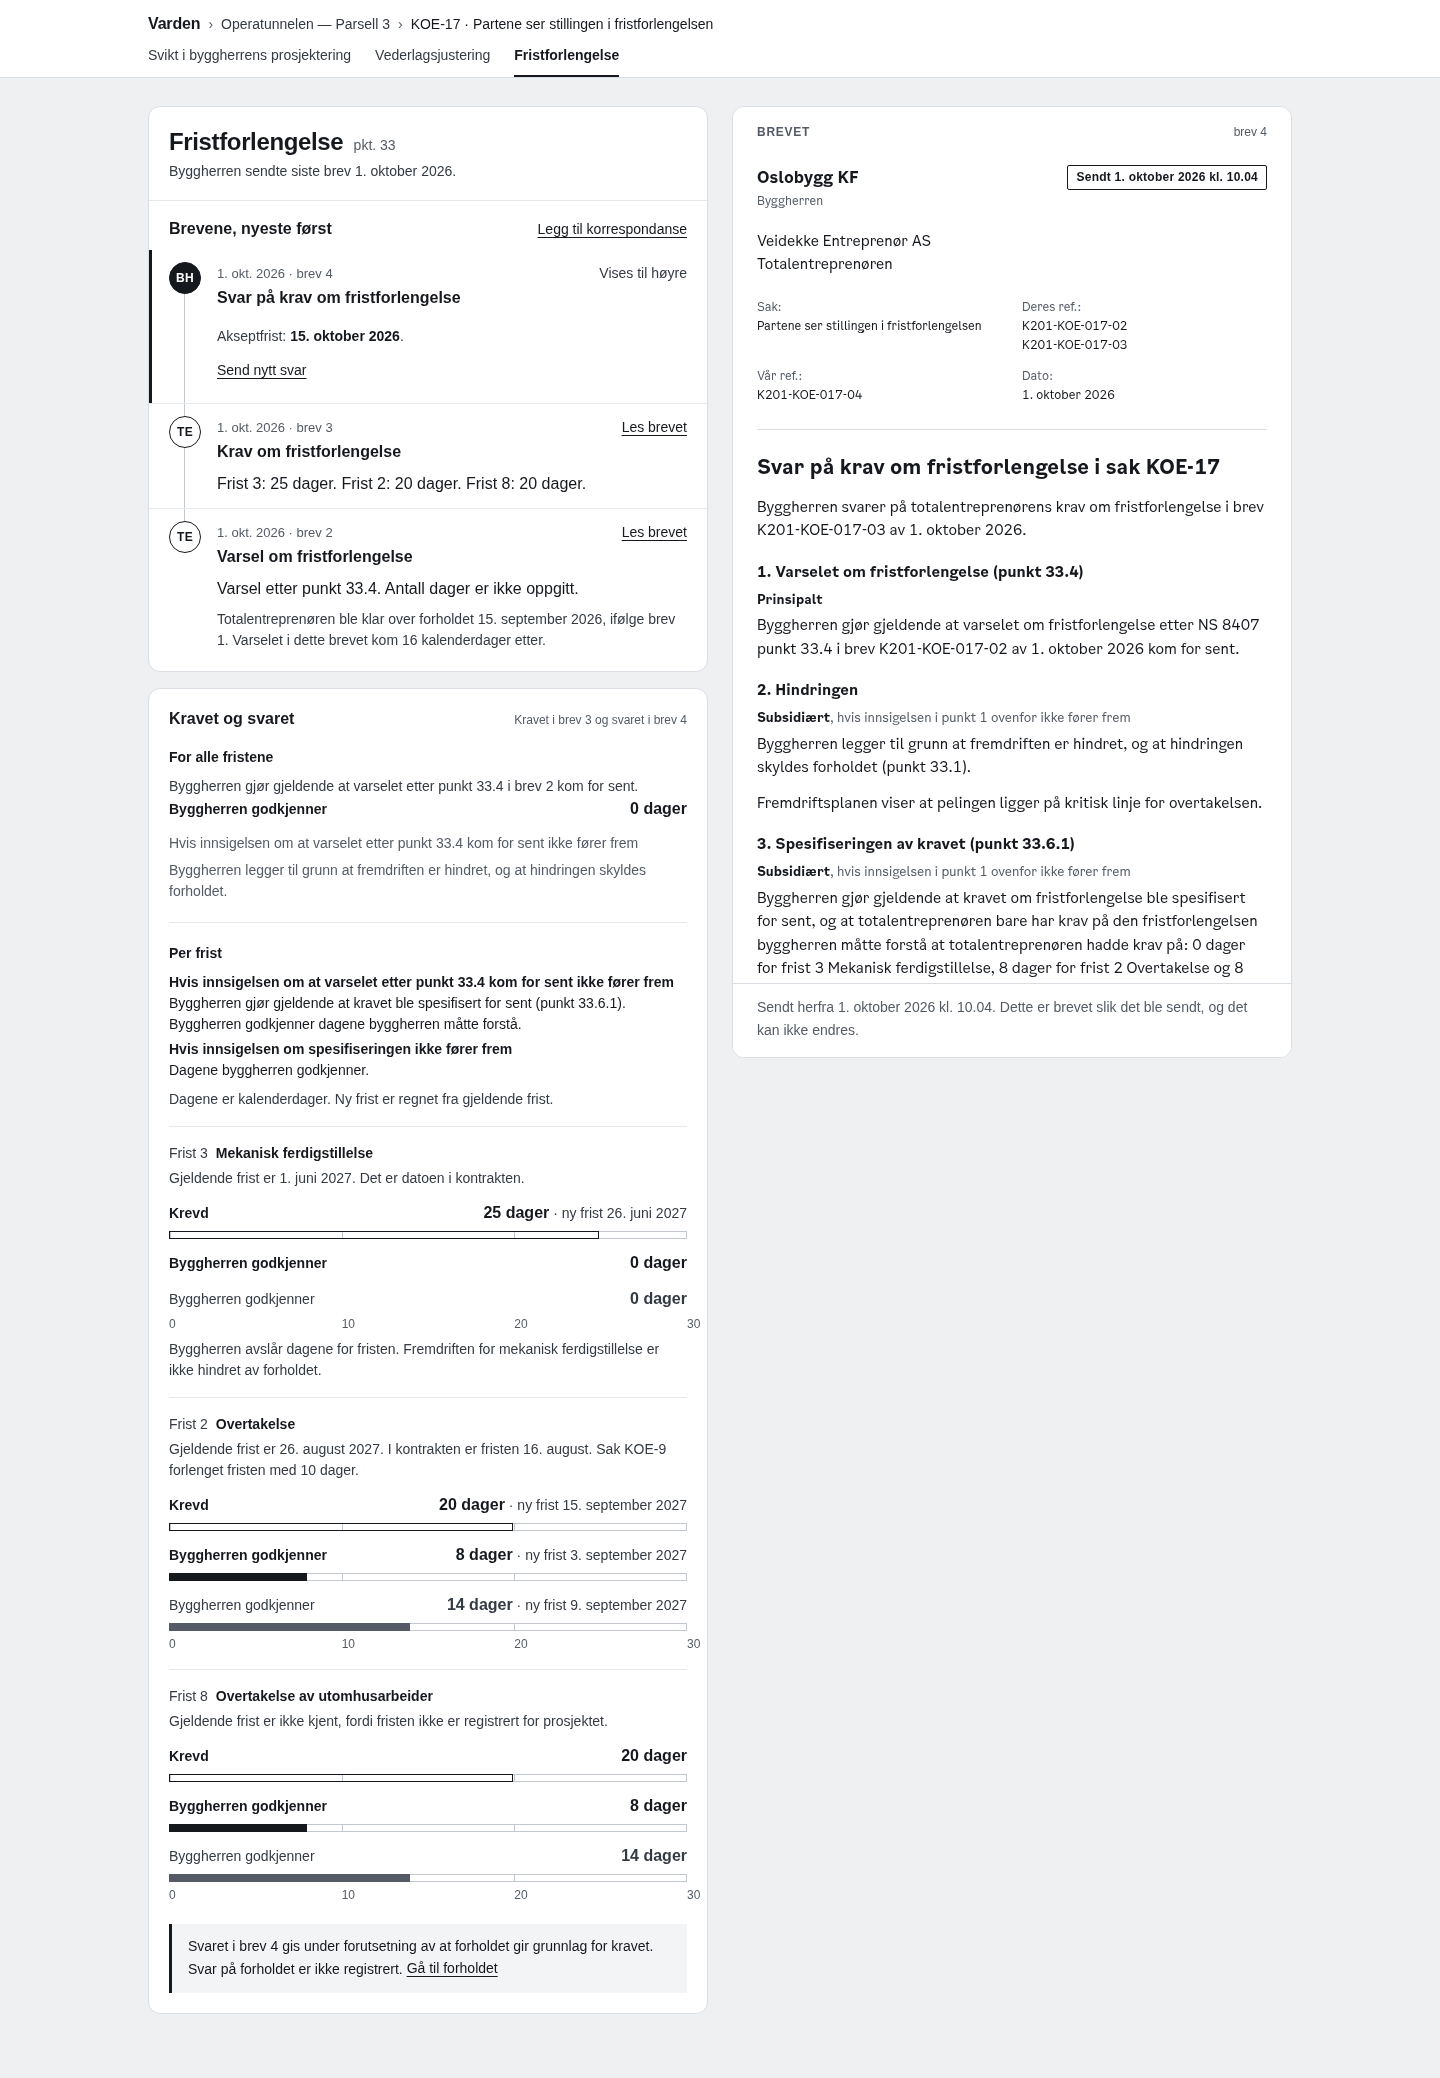 Varden › Operatunnelen — Parsell 3 › KOE-17 · Partene ser stillingen i fristforlengelsen
Svikt i byggherrens prosjektering Vederlagsjustering Fristforlengelse
Fristforlengelse pkt. 33
Byggherren sendte siste brev 1. oktober 2026.
Brevene, nyeste først Legg til korrespondanse
BH 1. okt. 2026 · brev 4 Vises til høyre
Svar på krav om fristforlengelse
Akseptfrist: 15. oktober 2026.
Send nytt svar
TE 1. okt. 2026 · brev 3 Les brevet
Krav om fristforlengelse
Frist 3: 25 dager. Frist 2: 20 dager. Frist 8: 20 dager.
TE 1. okt. 2026 · brev 2 Les brevet
Varsel om fristforlengelse
Varsel etter punkt 33.4. Antall dager er ikke oppgitt.
Totalentreprenøren ble klar over forholdet 15. september 2026, ifølge brev
1. Varselet i dette brevet kom 16 kalenderdager etter.
Kravet og svaret Kravet i brev 3 og svaret i brev 4
For alle fristene
Byggherren gjør gjeldende at varselet etter punkt 33.4 i brev 2 kom for sent.
Byggherren godkjenner 0 dager
Hvis innsigelsen om at varselet etter punkt 33.4 kom for sent ikke fører frem
Byggherren legger til grunn at fremdriften er hindret, og at hindringen skyldes
forholdet.
Per frist
Hvis innsigelsen om at varselet etter punkt 33.4 kom for sent ikke fører frem
Byggherren gjør gjeldende at kravet ble spesifisert for sent (punkt 33.6.1).
Byggherren godkjenner dagene byggherren måtte forstå.
Hvis innsigelsen om spesifiseringen ikke fører frem
Dagene byggherren godkjenner.
Dagene er kalenderdager. Ny frist er regnet fra gjeldende frist.
Frist 3 Mekanisk ferdigstillelse
Gjeldende frist er 1. juni 2027. Det er datoen i kontrakten.
Krevd 25 dager · ny frist 26. juni 2027
Byggherren godkjenner 0 dager
Byggherren godkjenner 0 dager
0 10 20 30
Byggherren avslår dagene for fristen. Fremdriften for mekanisk ferdigstillelse er
ikke hindret av forholdet.
Frist 2 Overtakelse
Gjeldende frist er 26. august 2027. I kontrakten er fristen 16. august. Sak KOE-9
forlenget fristen med 10 dager.
Krevd 20 dager · ny frist 15. september 2027
Byggherren godkjenner 8 dager · ny frist 3. september 2027
Byggherren godkjenner 14 dager · ny frist 9. september 2027
0 10 20 30
Frist 8 Overtakelse av utomhusarbeider
Gjeldende frist er ikke kjent, fordi fristen ikke er registrert for prosjektet.
Krevd 20 dager
Byggherren godkjenner 8 dager
Byggherren godkjenner 14 dager
0 10 20 30
Svaret i brev 4 gis under forutsetning av at forholdet gir grunnlag for kravet.
Svar på forholdet er ikke registrert. Gå til forholdet
BREVET brev 4
Oslobygg KF Sendt 1. oktober 2026 kl. 10.04
Byggherren
Veidekke Entreprenør AS
Totalentreprenøren
Sak: Deres ref.:
Partene ser stillingen i fristforlengelsen K201-KOE-017-02
K201-KOE-017-03
Vår ref.: Dato:
K201-KOE-017-04 1. oktober 2026
Svar på krav om fristforlengelse i sak KOE-17
Byggherren svarer på totalentreprenørens krav om fristforlengelse i brev
K201-KOE-017-03 av 1. oktober 2026.
1. Varselet om fristforlengelse (punkt 33.4)
Prinsipalt
Byggherren gjør gjeldende at varselet om fristforlengelse etter NS 8407
punkt 33.4 i brev K201-KOE-017-02 av 1. oktober 2026 kom for sent.
2. Hindringen
Subsidiært, hvis innsigelsen i punkt 1 ovenfor ikke fører frem
Byggherren legger til grunn at fremdriften er hindret, og at hindringen
skyldes forholdet (punkt 33.1).
Fremdriftsplanen viser at pelingen ligger på kritisk linje for overtakelsen.
3. Spesifiseringen av kravet (punkt 33.6.1)
Subsidiært, hvis innsigelsen i punkt 1 ovenfor ikke fører frem
Byggherren gjør gjeldende at kravet om fristforlengelse ble spesifisert
for sent, og at totalentreprenøren bare har krav på den fristforlengelsen
byggherren måtte forstå at totalentreprenøren hadde krav på: 0 dager
for frist 3 Mekanisk ferdigstillelse, 8 dager for frist 2 Overtakelse og 8
Sendt herfra 1. oktober 2026 kl. 10.04. Dette er brevet slik det ble sendt, og det
kan ikke endres.